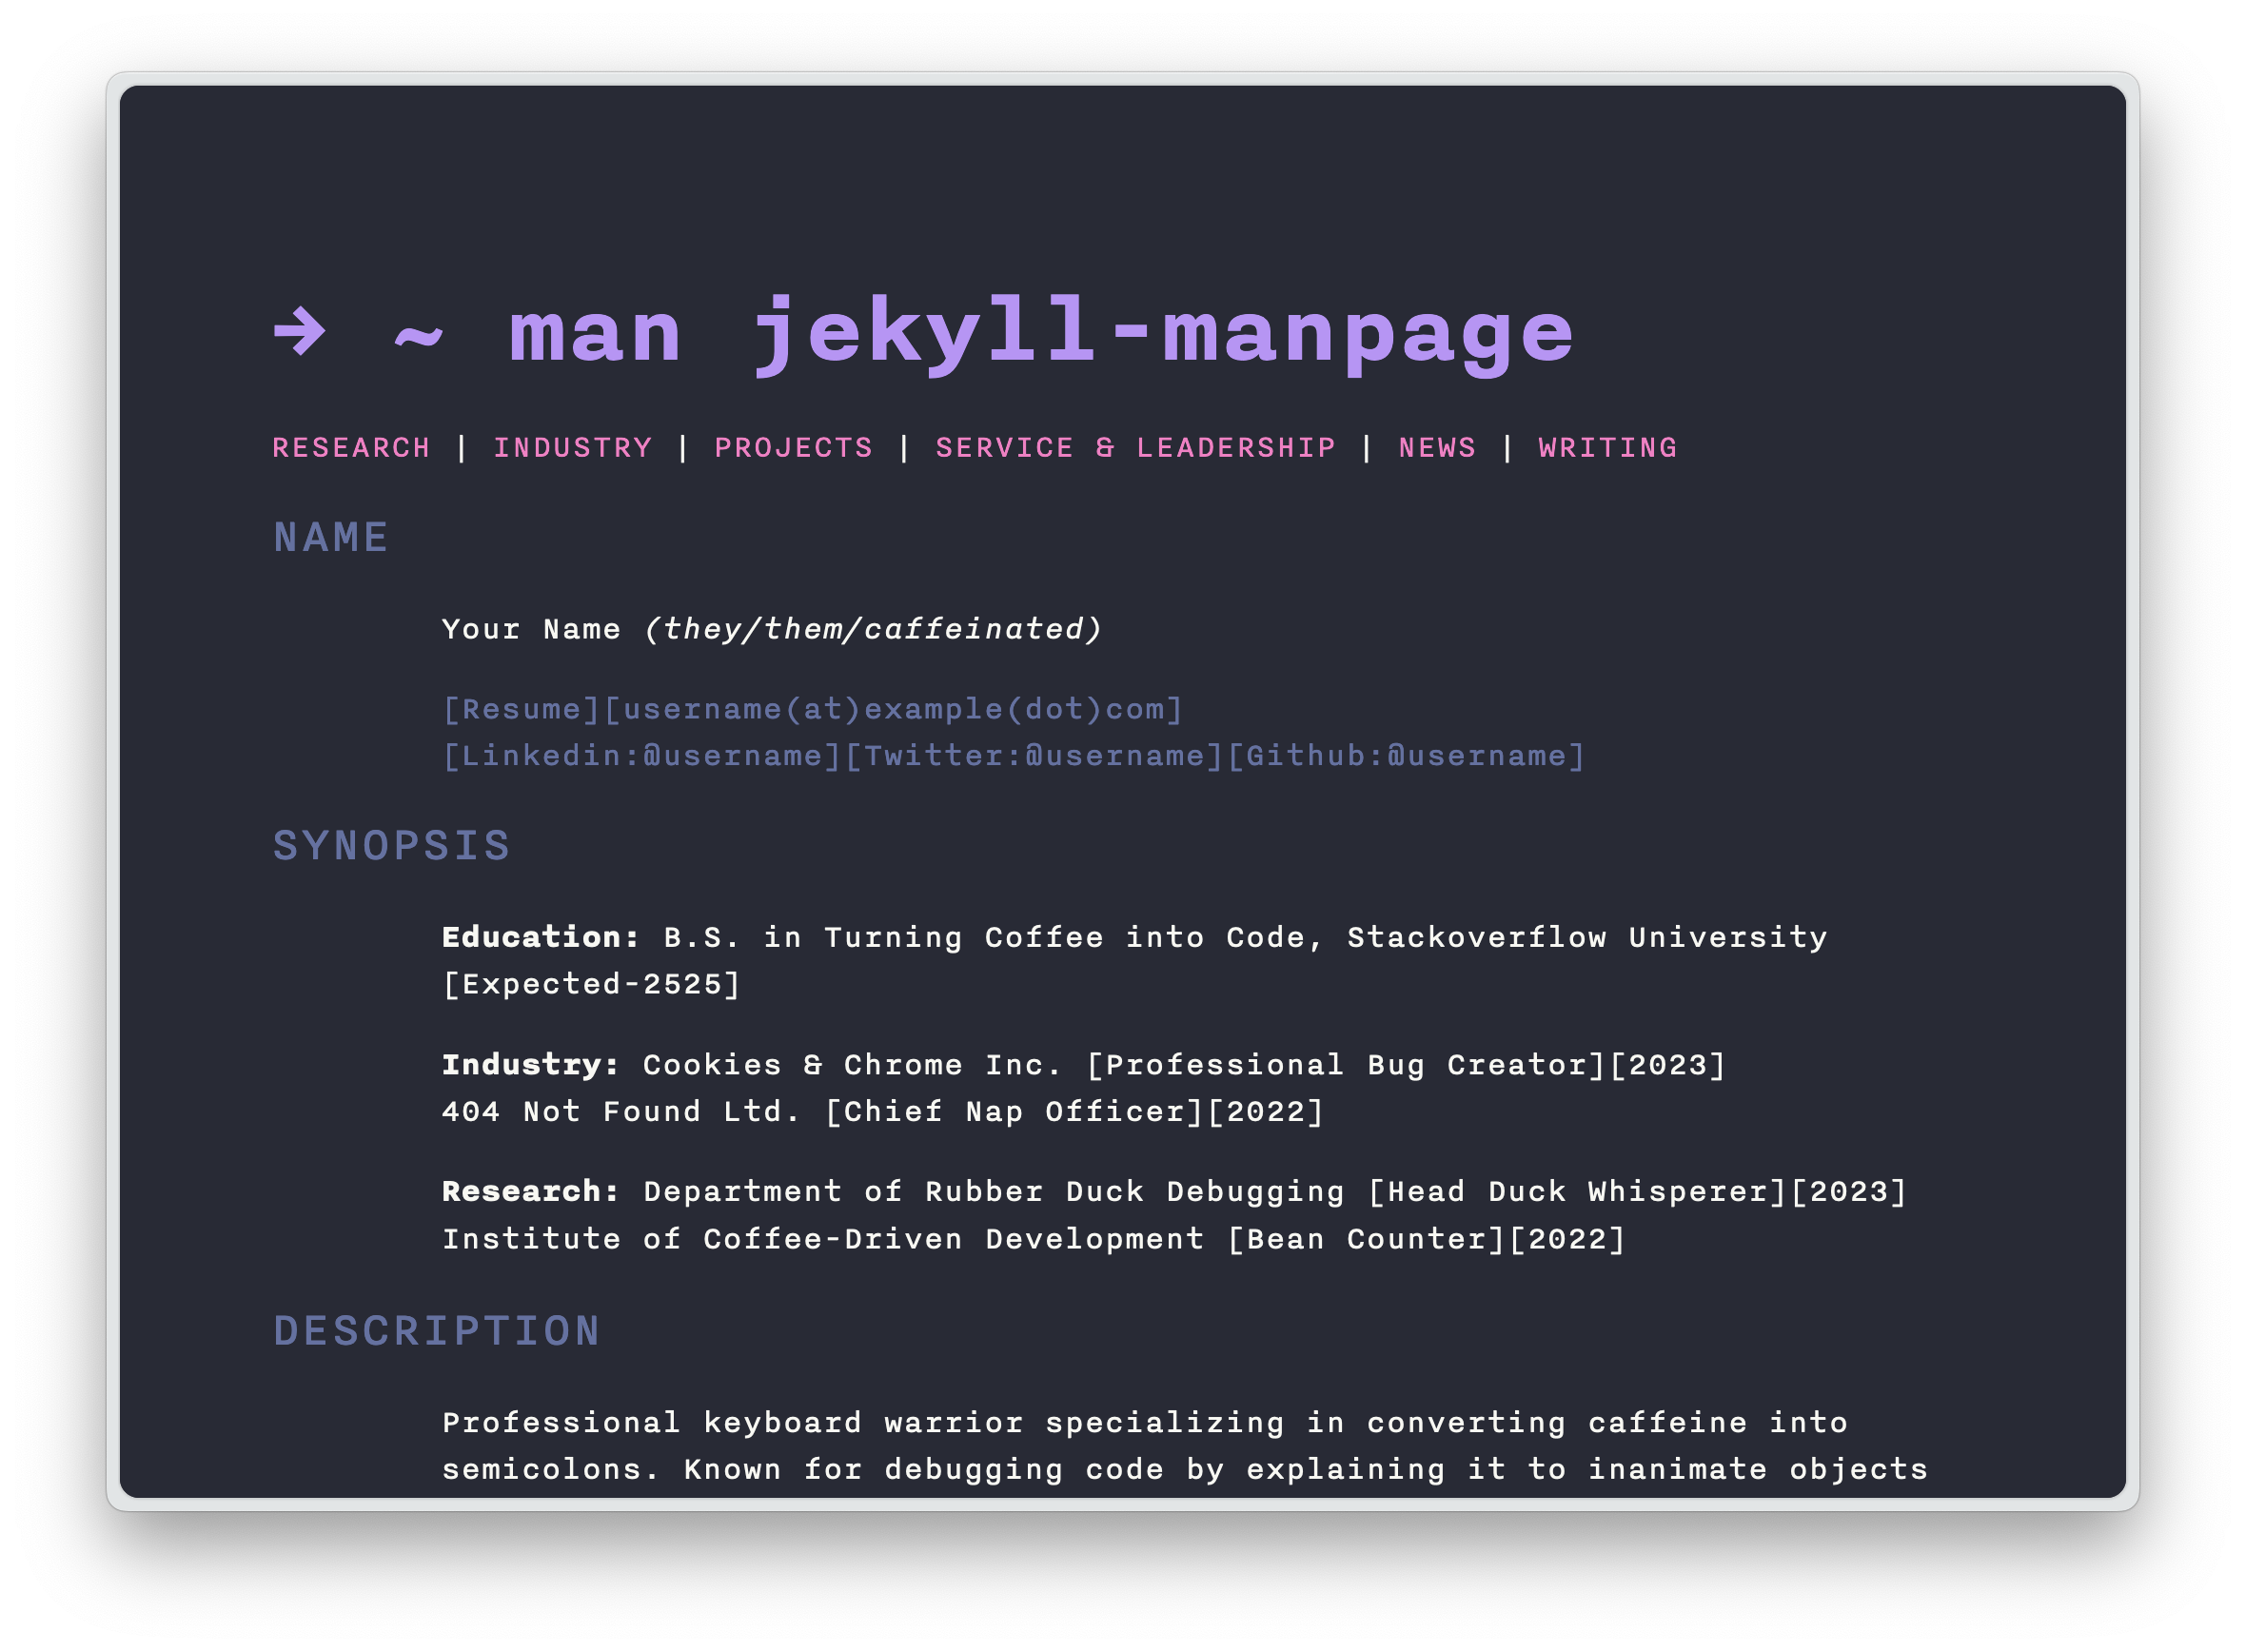 → ~ man jekyll-manpage
RESEARCH | INDUSTRY | PROJECTS | SERVICE & LEADERSHIP | NEWS | WRITING
NAME
Your Name (they/them/caffeinated)
[Resume][username(at)example(dot)com]
[Linkedin:@username][Twitter:@username][Github:@username]
SYNOPSIS
Education: B.S. in Turning Coffee into Code, Stackoverflow University
[Expected-2525]
Industry: Cookies & Chrome Inc. [Professional Bug Creator][2023]
404 Not Found Ltd. [Chief Nap Officer][2022]
Research: Department of Rubber Duck Debugging [Head Duck Whisperer][2023]
Institute of Coffee-Driven Development [Bean Counter][2022]
DESCRIPTION
Professional keyboard warrior specializing in converting caffeine into
semicolons. Known for debugging code by explaining it to inanimate objects